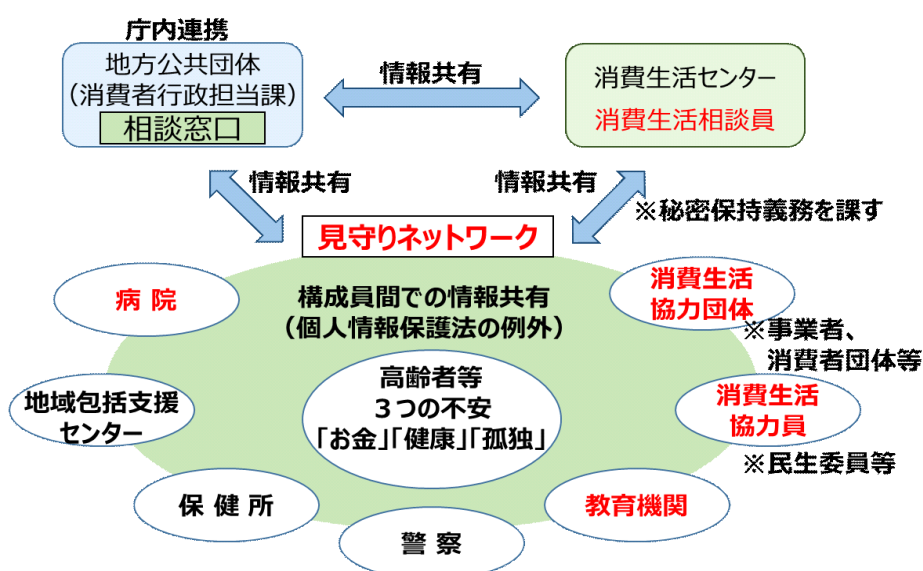 庁内連携
地方公共団体
(消費者行政担当課)
相談窓口
情報共有
消費生活センター
消費生活相談員
情報共有
情報共有
※秘密保持義務を課す
見守りネットワーク
構成員間での情報共有
(個人情報保護法の例外)
病 院
消費生活
協力団体
※事業者、
消費者団体等
高齢者等
3つの不安
「お金」「健康」「孤独」
地域包括支援
センター
消費生活
協力員
※民生委員等
保 健 所
教育機関
警 察